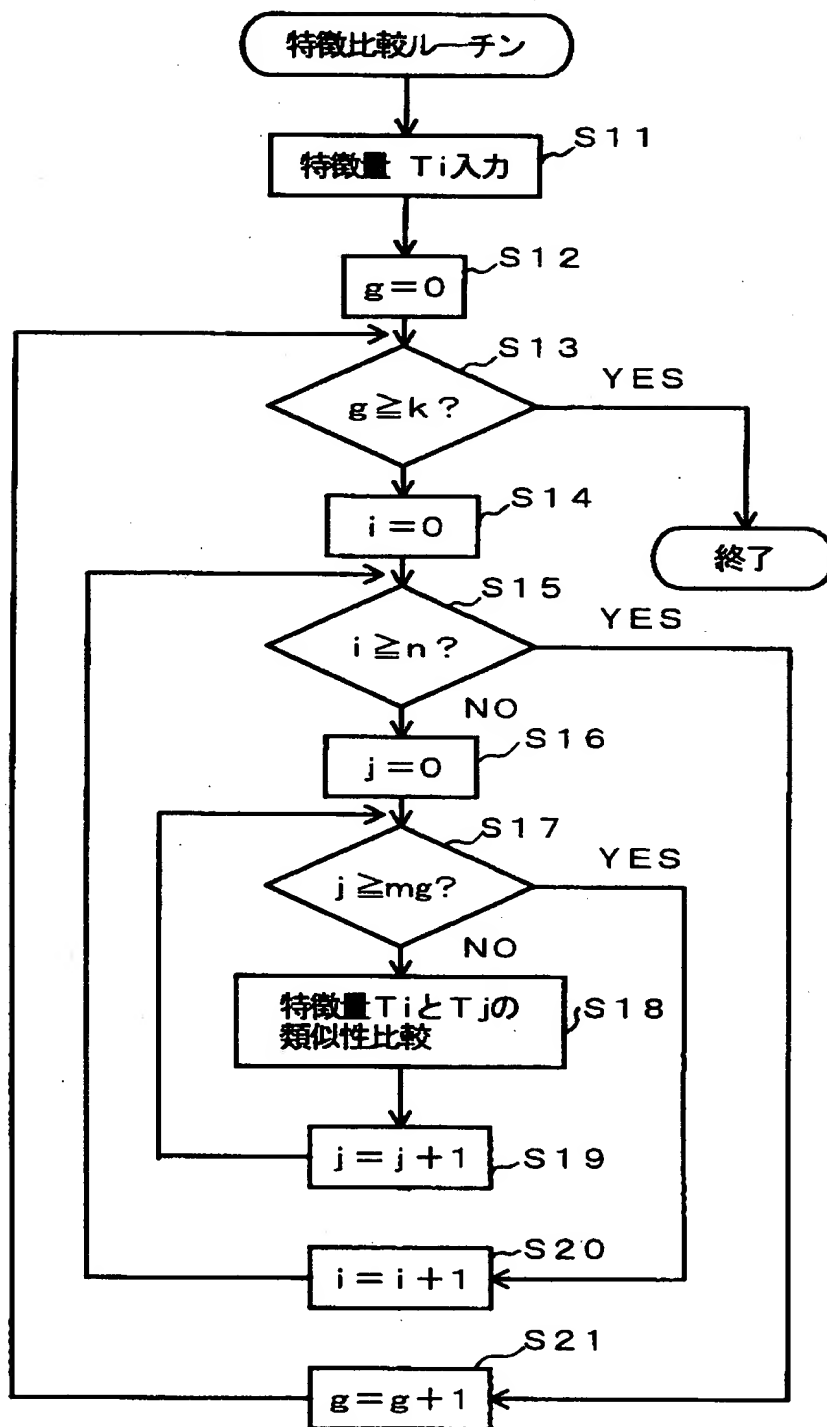 特徴比較ルーチン
S11
特徴量 Ti入力
S12
g=0
S13
YES
g≧k?
S14
i=0
終了
S15
YES
i≧n?
NO
S16
j=0
S17
YES
j≧mg?
NO
特徴量TiとTjの
類似性比較
S18
j=j+1
S19
S20
i=i+1
S21
g=g+1